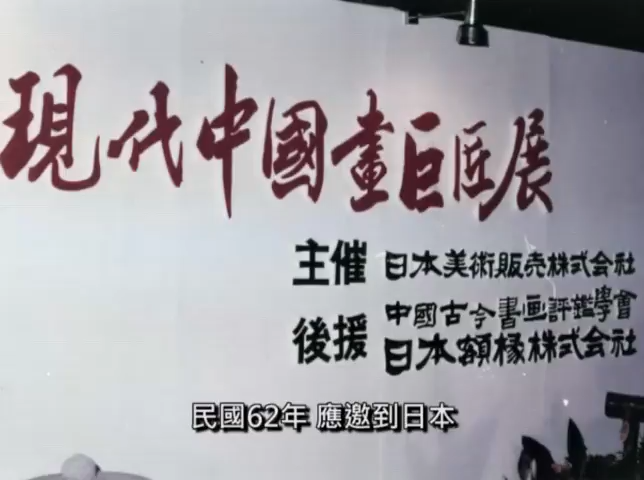 現代中國畫巨匠展
主催 日本美術販売株式会社
後援 中國古今書画評鑑學會
日本額椽株式会社
民國62年 應邀到日本